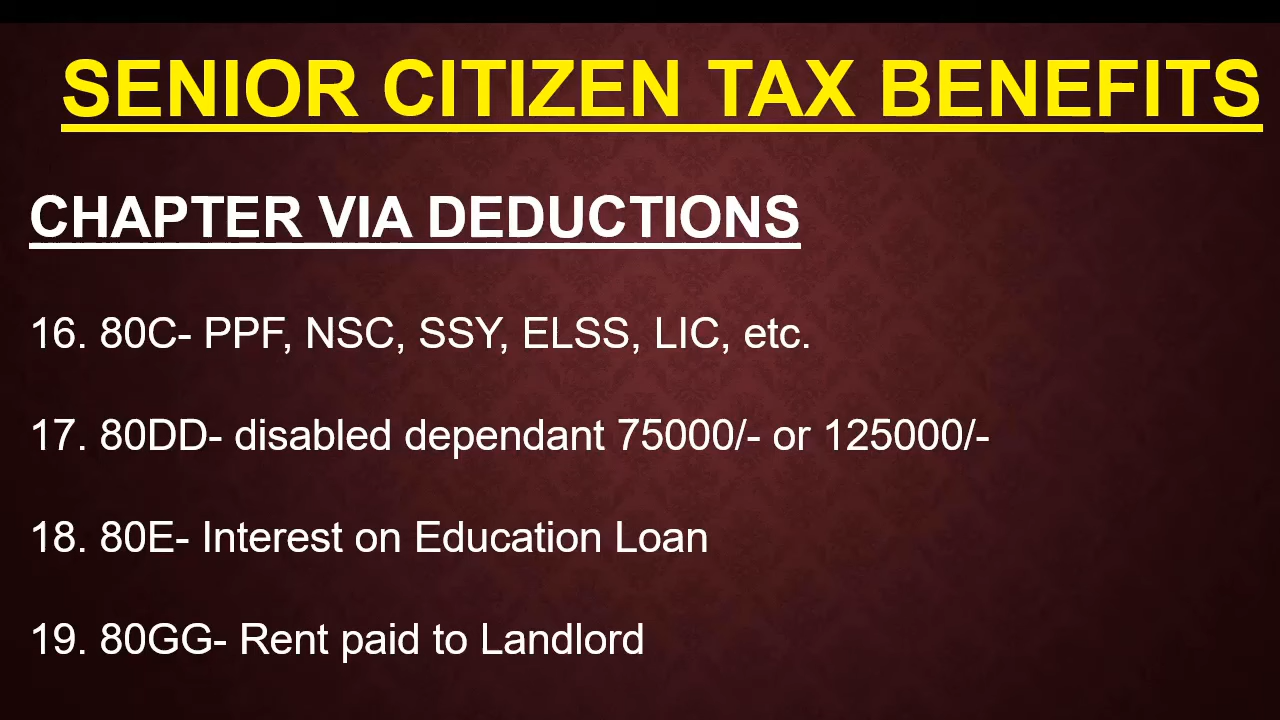 SENIOR CITIZEN TAX BENEFITS
CHAPTER VIA DEDUCTIONS
16. 80C- PPF, NSC, SSY, ELSS, LIC, etc.
17. 80DD- disabled dependant 75000/- or 125000/-
18. 80E- Interest on Education Loan
19. 80GG- Rent paid to Landlord